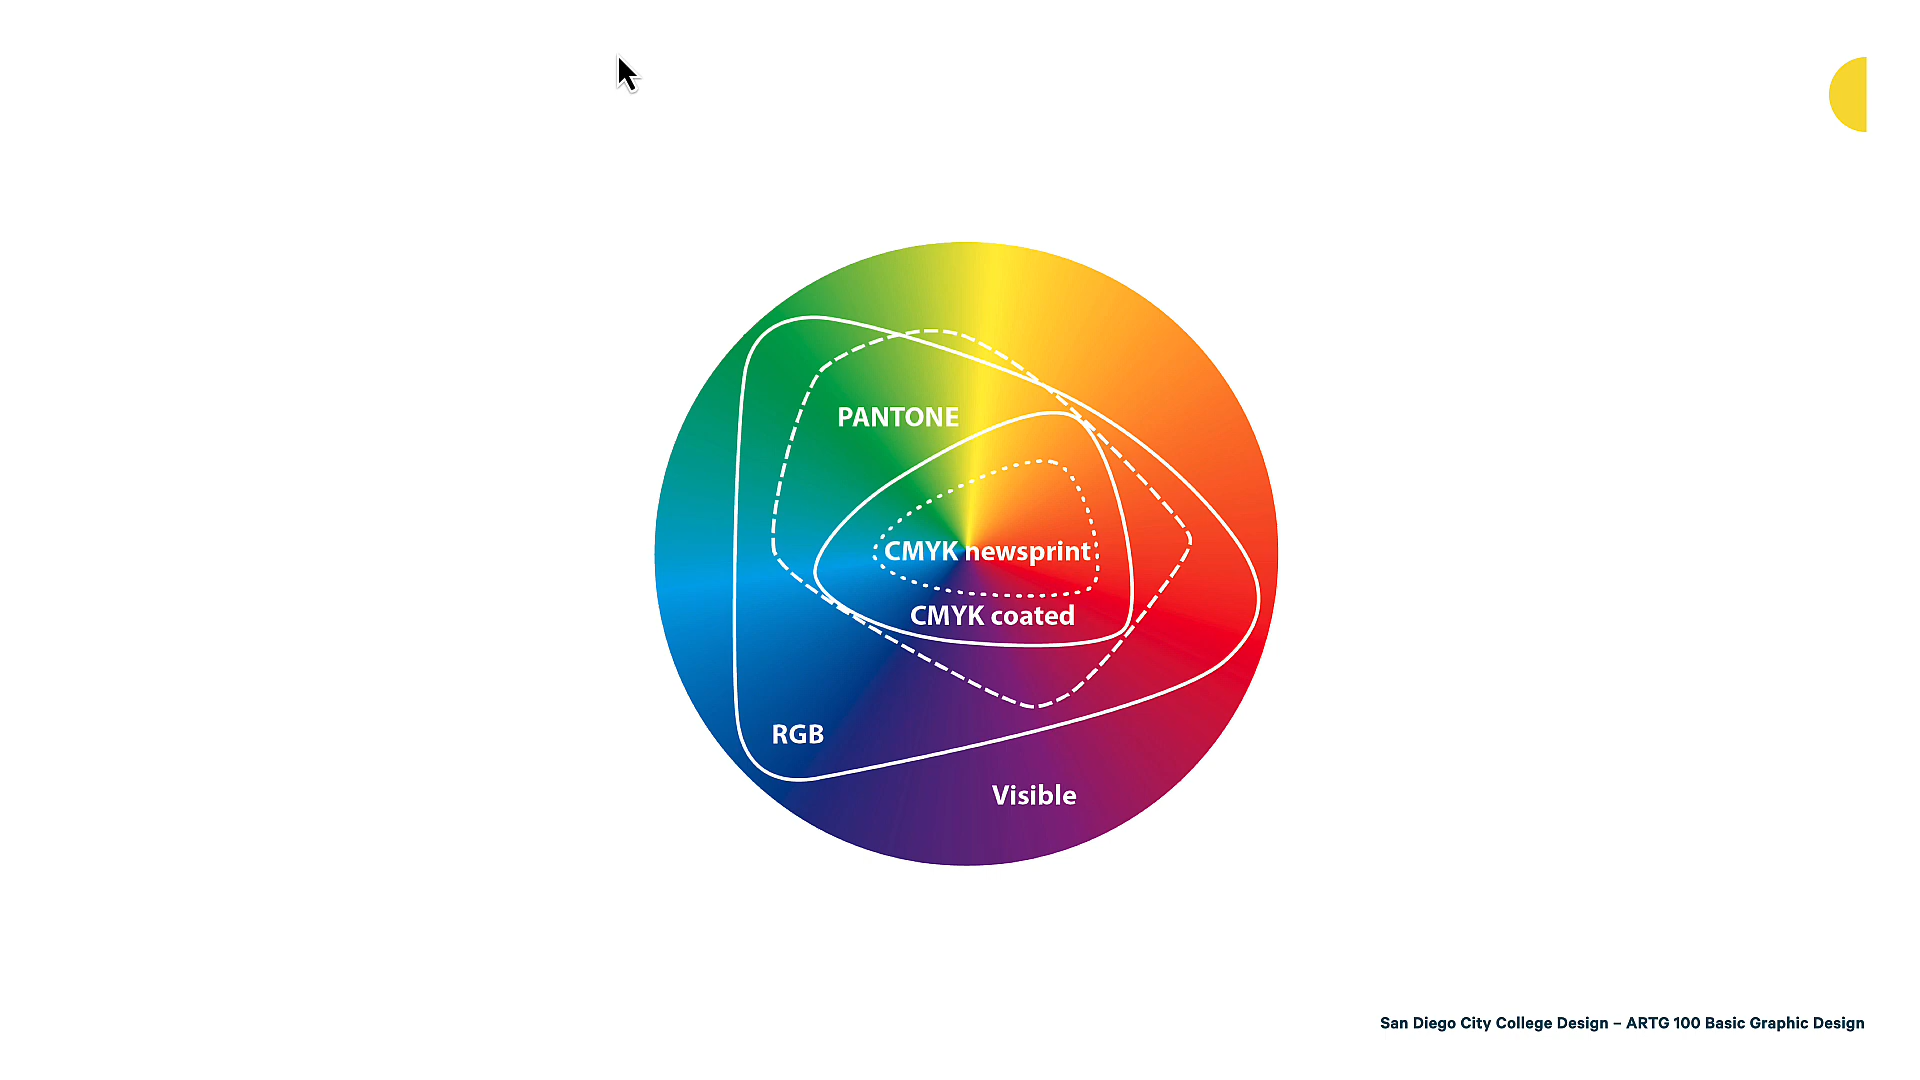 PANTONE
CMYK newsprint
CMYK coated
RGB
Visible
San Diego City College Design – ARTG 100 Basic Graphic Design